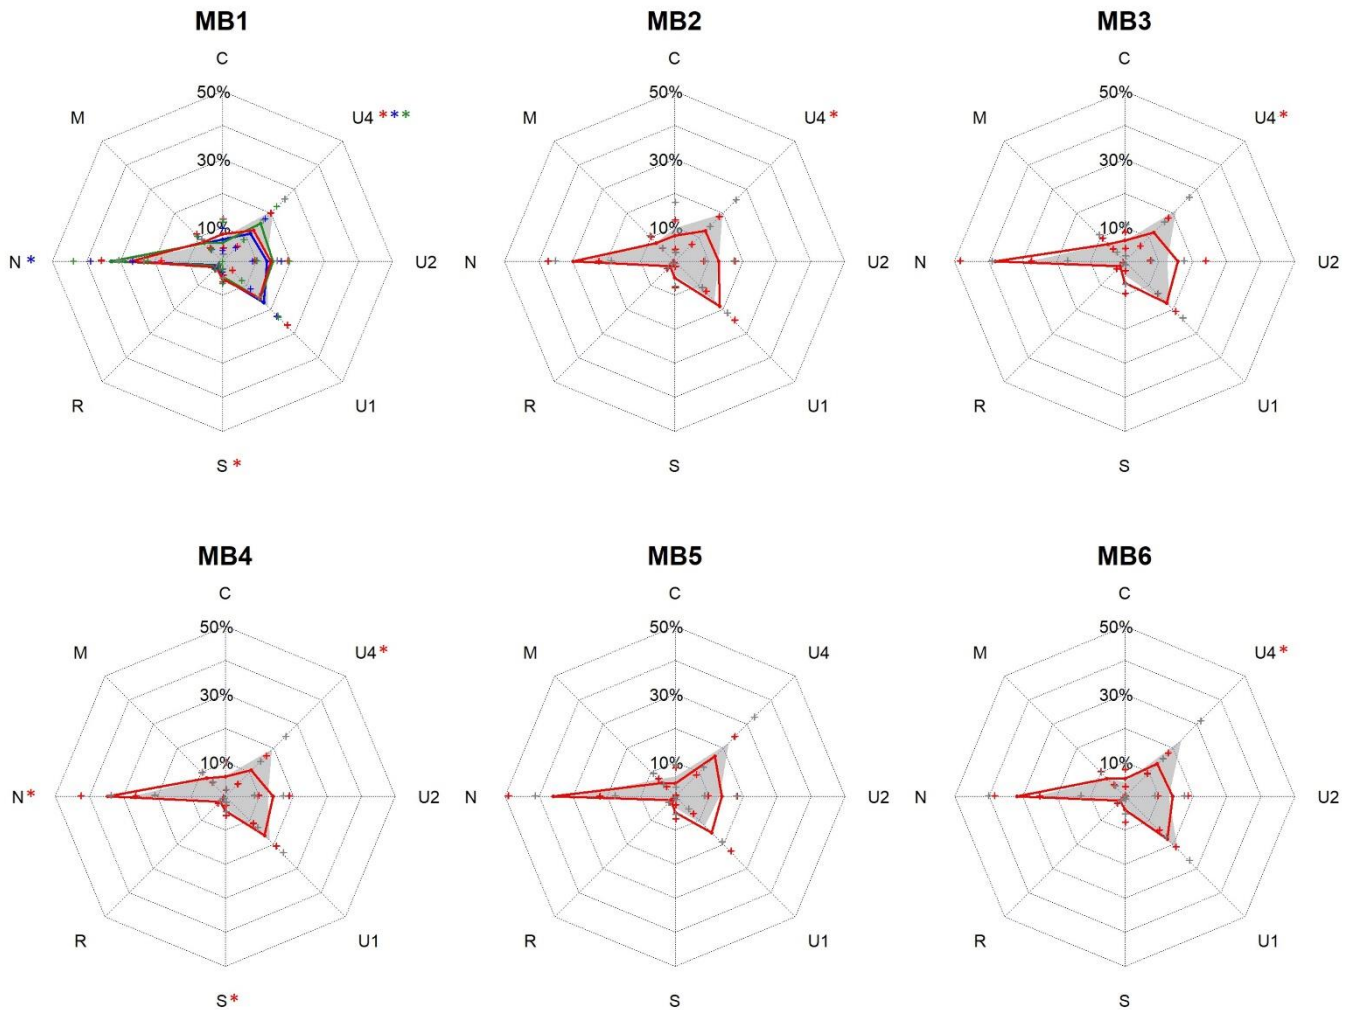 MB1 MB2 MB3
C C C
50% 50% 50%
M U4 *** M U4 * M U4 *
30% 30% 30%
10% 10% 10%
N * U2 N U2 N U2
R U1 R U1 R U1
S * S S
MB4 MB5 MB6
C C C
50% 50% 50%
M U4 * M U4 M U4 *
30% 30% 30%
10% 10% 10%
N * U2 N U2 N U2
R U1 R U1 R U1
S * S S